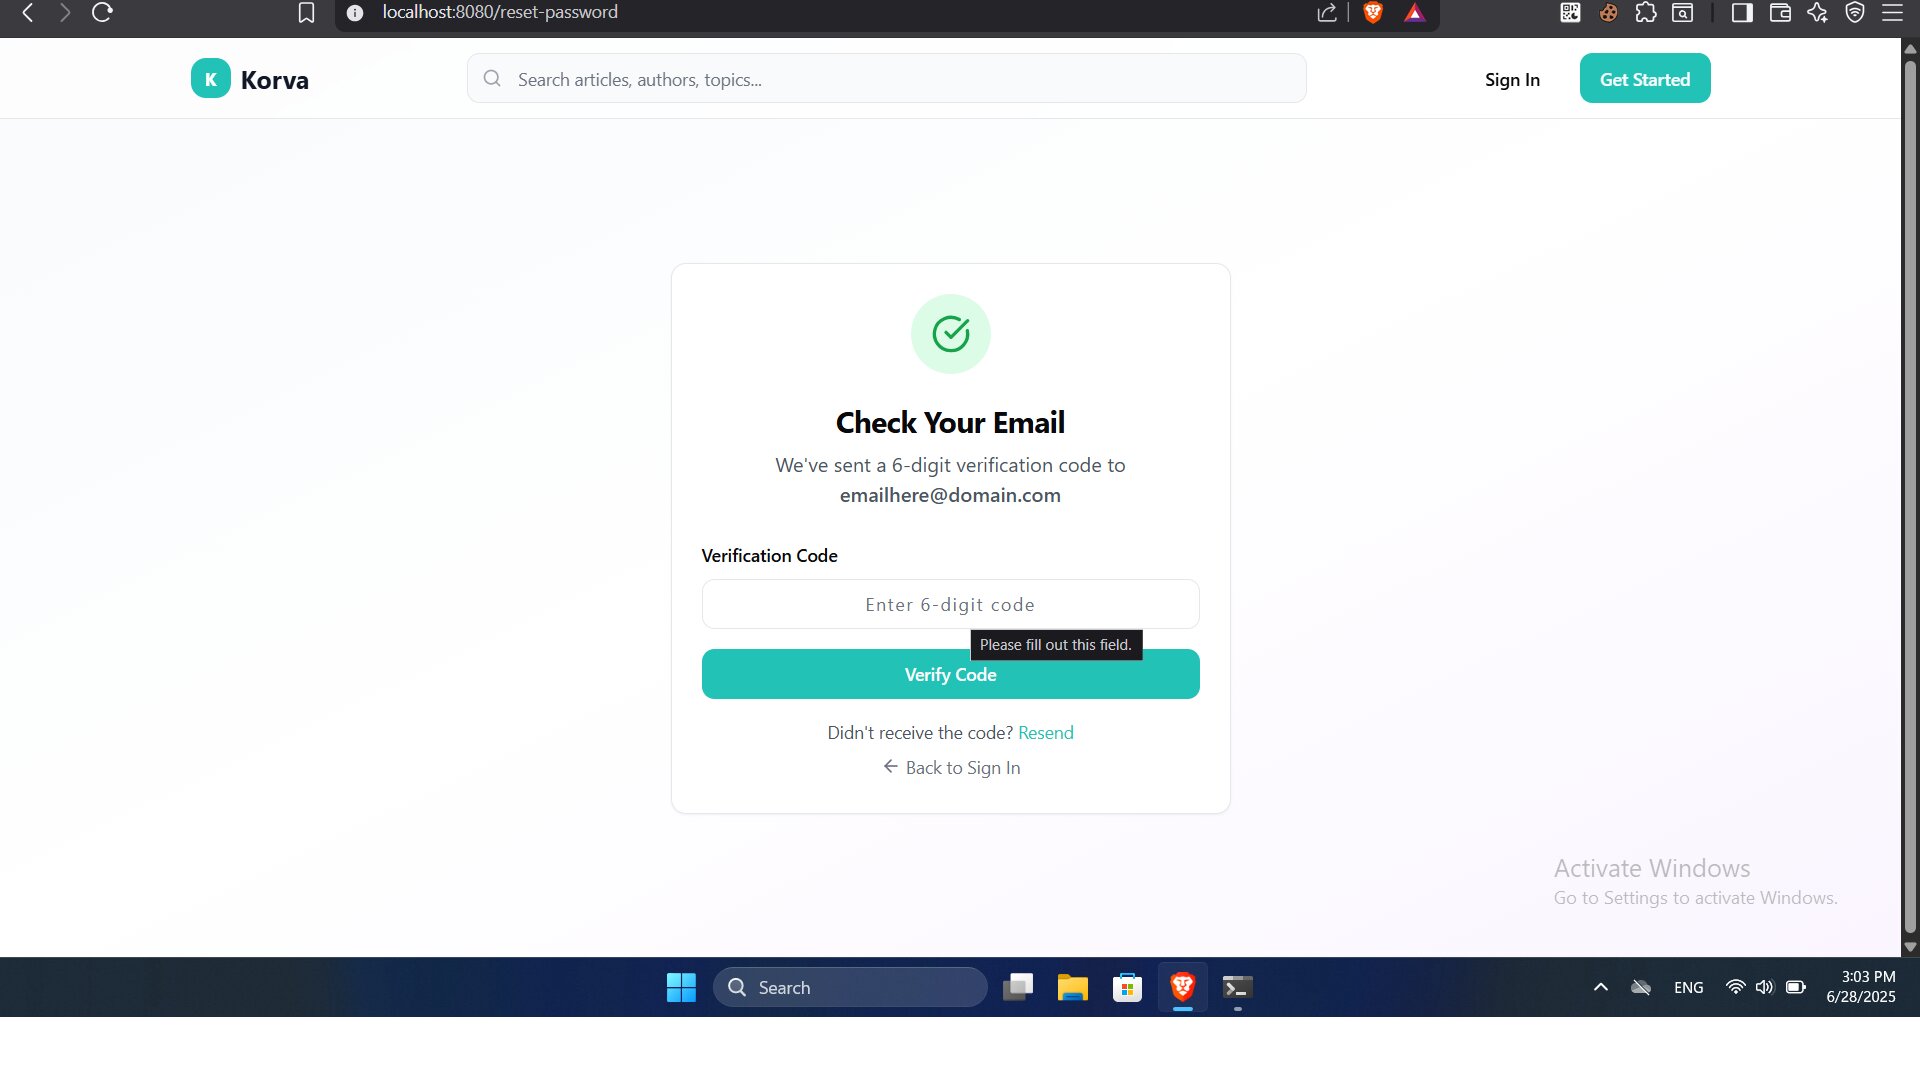 localhost:8080/reset-password
K Korva
Search articles, authors, topics...
Sign In
Get Started
Check Your Email
We've sent a 6-digit verification code to
emailhere@domain.com
Verification Code
Enter 6-digit code
Please fill out this field.
Verify Code
Didn't receive the code? Resend
Back to Sign In
Activate Windows
Go to Settings to activate Windows.
Search
ENG
3:03 PM
6/28/2025